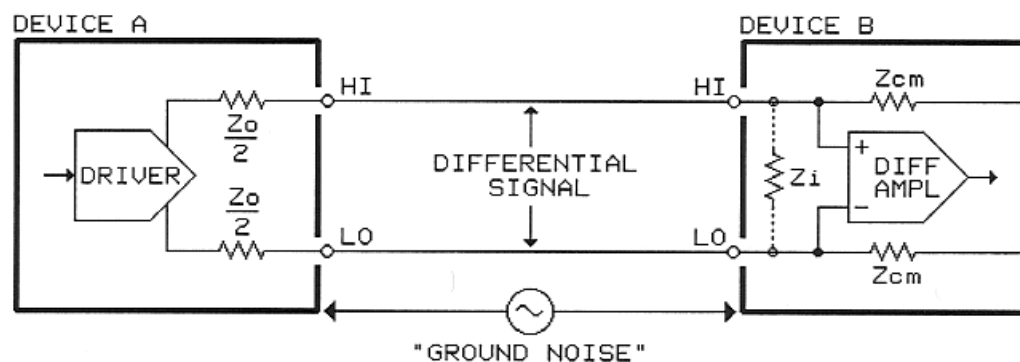 DEVICE A
DEVICE B
HI
HI
Zcm
Zo
2
DRIVER
DIFFERENTIAL
SIGNAL
Zi
+
DIFF
AMPL
−
Zo
2
LO
LO
Zcm
"GROUND NOISE"